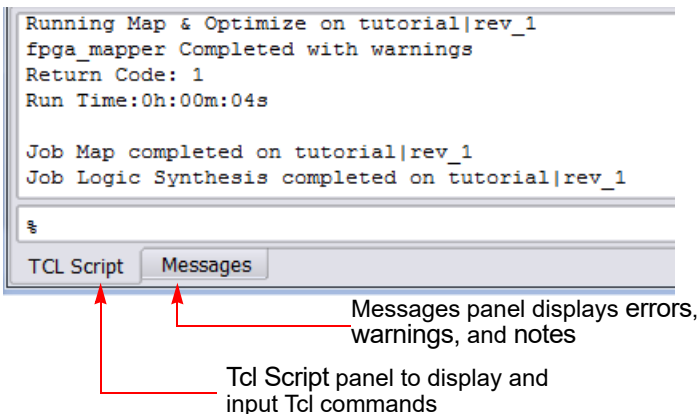 Running Map & Optimize on tutorial|rev_1
fpga_mapper Completed with warnings
Return Code: 1
Run Time:0h:00m:04s
Job Map completed on tutorial|rev_1
Job Logic Synthesis completed on tutorial|rev_1
%
TCL Script Messages
Messages panel displays errors,
warnings, and notes
Tcl Script panel to display and
input Tcl commands